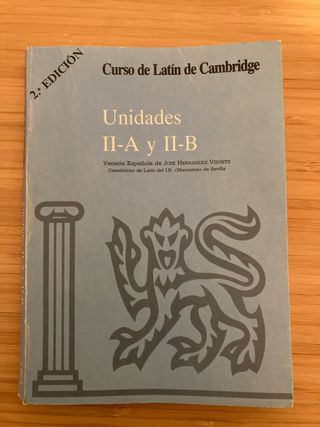 2.ª EDICIÓN
Curso de Latín de Cambridge
Unidades
II-A y II-B
Versión Española de JOSÉ HERNÁNDEZ VIZUETE
Catedrático de Latín del I.B. «Macarena» de Sevilla